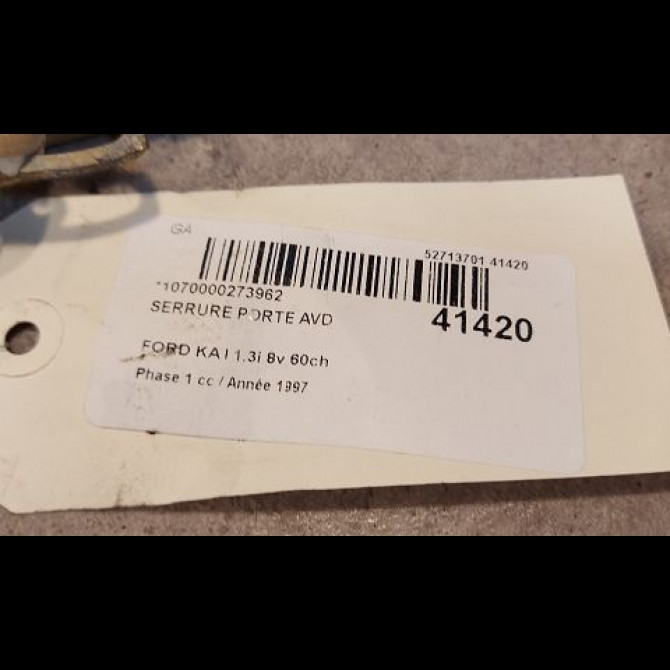 GA
52713701 41420
*1070000273962
SERRURE PORTE AVD
41420
FORD KA I 1.3i 8v 60ch
Phase 1 cc / Année 1997